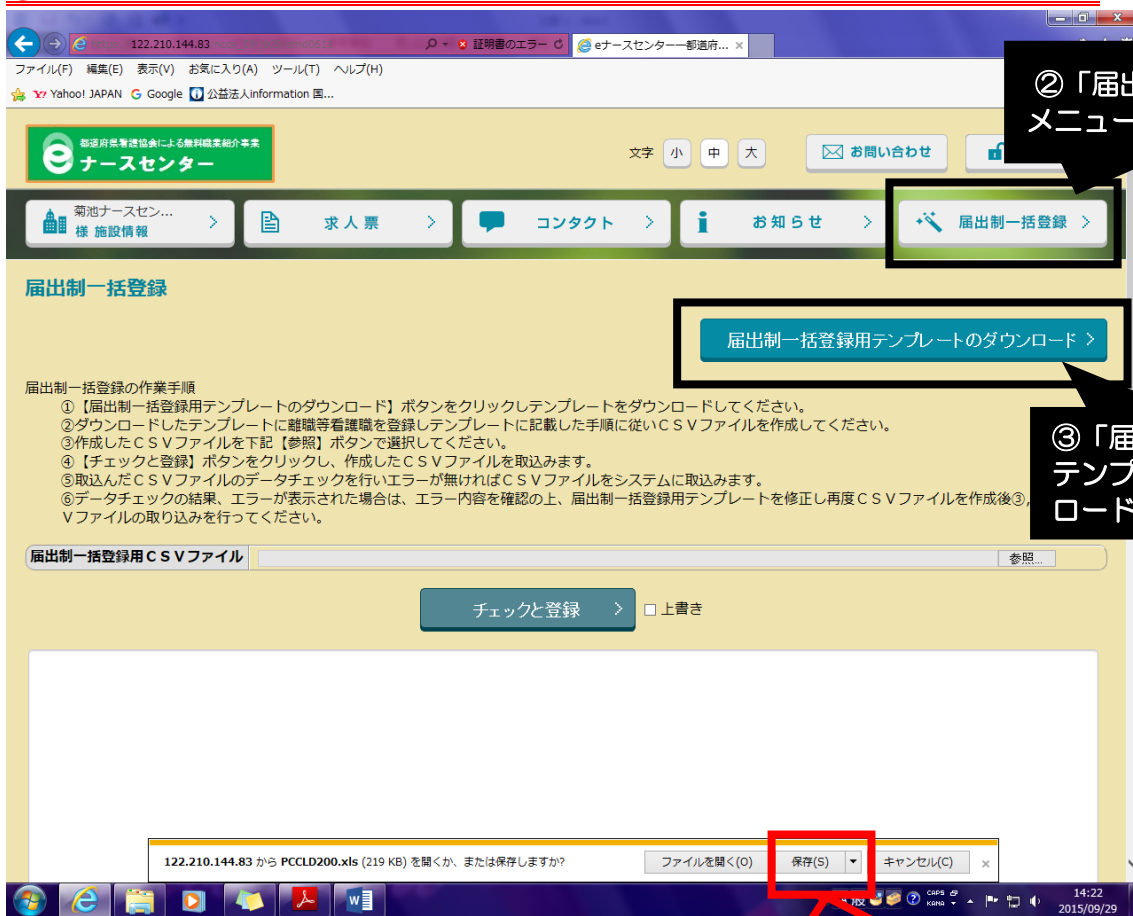 122.210.144.83
証明書のエラー
eナースセンター―都道府... ×
ファイル(F) 編集(E) 表示(V) お気に入り(A) ツール(T) ヘルプ(H)
Yahoo! JAPAN Google 公益法人information 国...
②「届出
メニュー
都道府県看護協会による無料職業紹介事業
ナースセンター
文字 小 中 大
お問い合わせ
菊池ナースセン...
様 施設情報
求人票
コンタクト
お知らせ
届出制一括登録
届出制一括登録
届出制一括登録用テンプレートのダウンロード
届出制一括登録の作業手順
①【届出制一括登録用テンプレートのダウンロード】ボタンをクリックしテンプレートをダウンロードしてください。
②ダウンロードしたテンプレートに離職等看護職を登録しテンプレートに記載した手順に従いＣＳＶファイルを作成してください。
③作成したＣＳＶファイルを下記【参照】ボタンで選択してください。
④【チェックと登録】ボタンをクリックし、作成したＣＳＶファイルを取込みます。
⑤取込んだＣＳＶファイルのデータチェックを行いエラーが無ければＣＳＶファイルをシステムに取込みます。
⑥データチェックの結果、エラーが表示された場合は、エラー内容を確認の上、届出制一括登録用テンプレートを修正し再度ＣＳＶファイルを作成後③,
Ｖファイルの取り込みを行ってください。
③「届
テンプ
ロード
届出制一括登録用ＣＳＶファイル
参照...
チェックと登録
上書き
122.210.144.83 から PCCLD200.xls (219 KB) を開くか、または保存しますか?
ファイルを開く(O)
保存(S)
キャンセル(C)
般
CAPS
KANA
14:22
2015/09/29